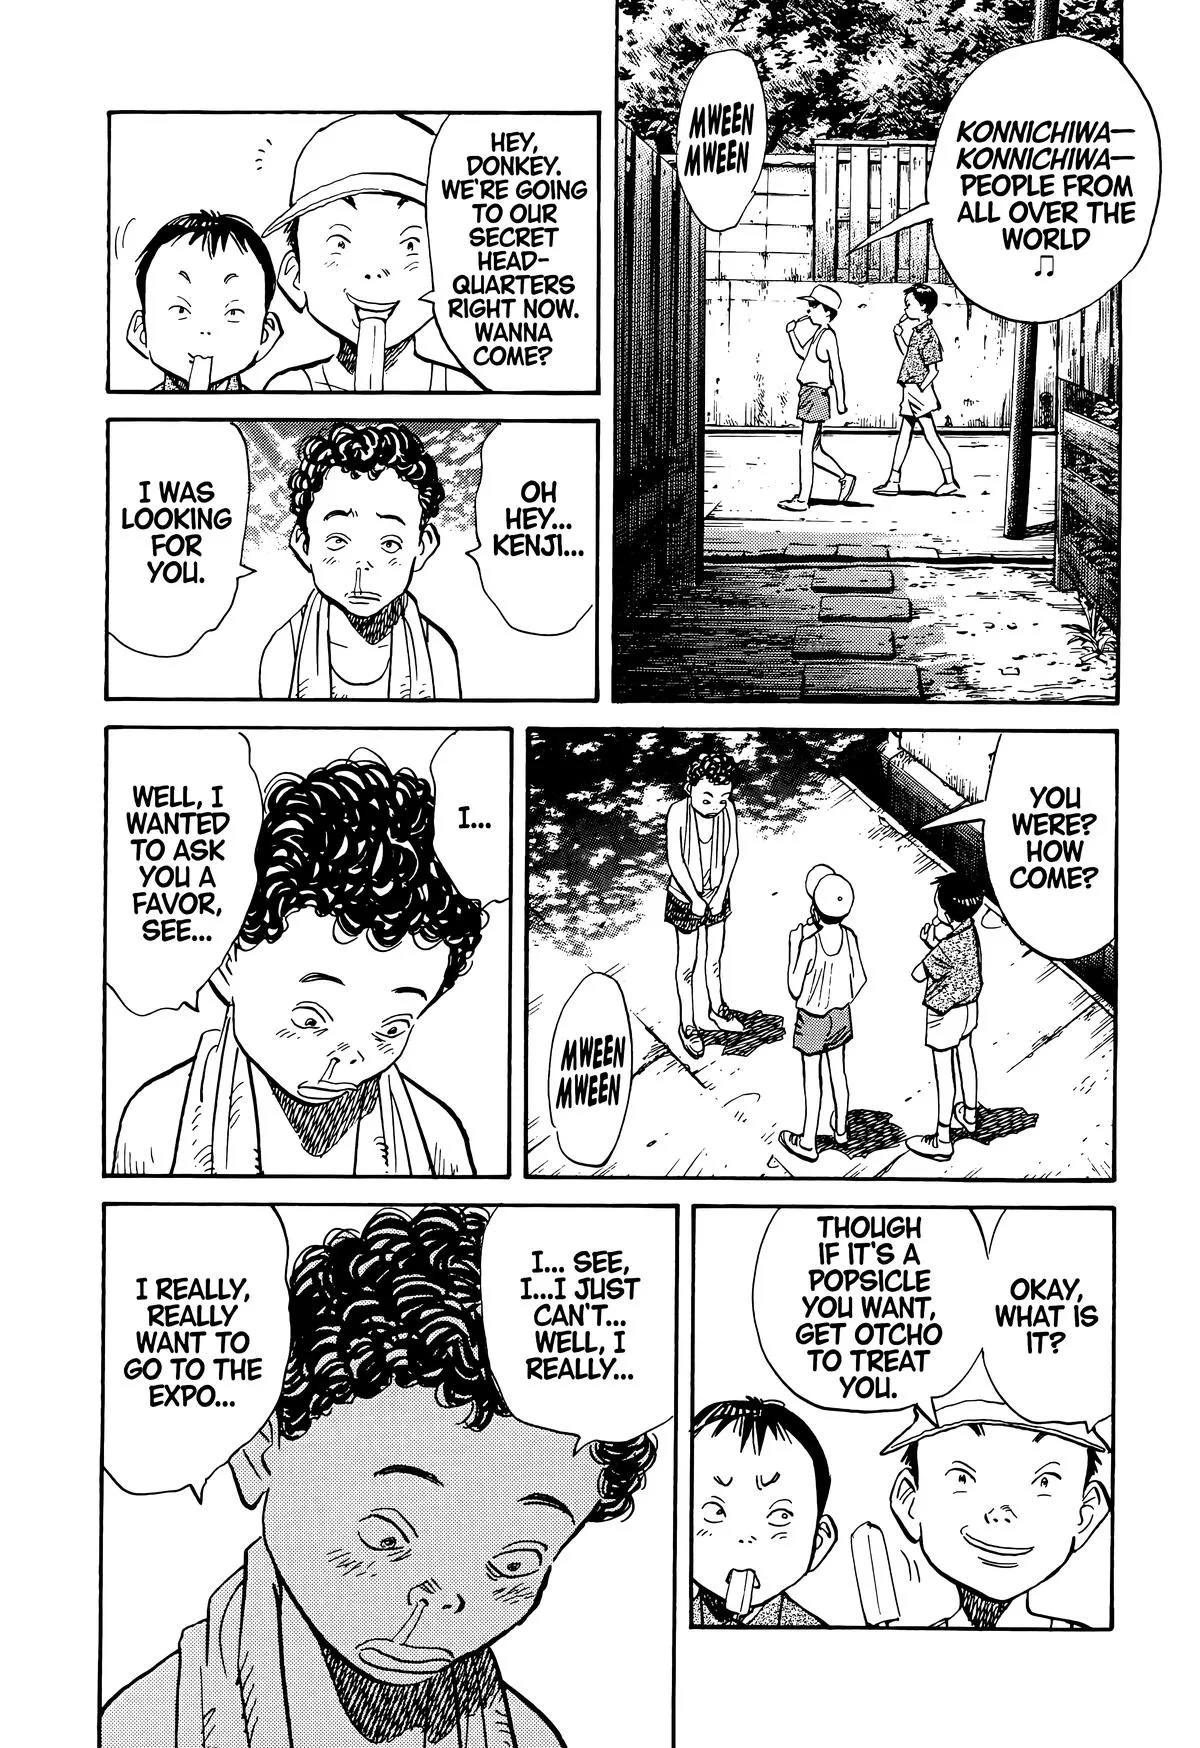 KONNICHIWA—
KONNICHIWA—
PEOPLE FROM
ALL OVER THE
WORLD
♫
MWEEN
MWEEN
HEY,
DONKEY.
WE'RE GOING
TO OUR
SECRET
HEAD-
QUARTERS
RIGHT NOW.
WANNA
COME?
OH
HEY...
KENJI...
I WAS
LOOKING
FOR
YOU.
YOU
WERE?
HOW
COME?
MWEEN
MWEEN
I...
WELL, I
WANTED
TO ASK
YOU A
FAVOR,
SEE...
OKAY,
WHAT IS
IT?
THOUGH
IF IT'S A
POPSICLE
YOU WANT,
GET OTCHO
TO TREAT
YOU.
I... SEE,
I...I JUST
CAN'T...
WELL, I
REALLY...
I REALLY,
REALLY
WANT TO
GO TO THE
EXPO...